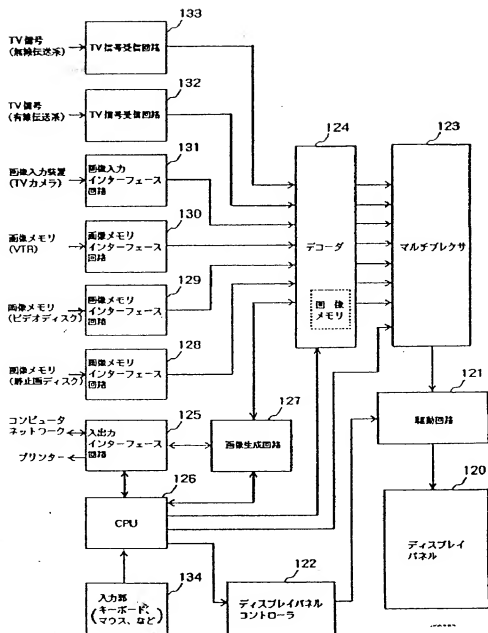 133
TV信号
(無線伝送系)
TV信号受信回路
132
TV信号
(有線伝送系)
TV信号受信回路
124
123
131
画像入力装置
(TVカメラ)
画像入力
インターフェース
回路
130
画像メモリ
(VTR)
画像メモリ
インターフェース
回路
デコーダ
マルチプレクサ
129
画像メモリ
(ビデオディスク)
画像メモリ
インターフェース
回路
画像
メモリ
128
画像メモリ
(静止画ディスク)
画像メモリ
インターフェース
回路
121
駆動回路
125
127
コンピュータ
ネットワーク
プリンター
入出力
インターフェース
回路
画像生成回路
120
126
CPU
ディスプレイ
パネル
134
122
入力部
(キーボード、
マウス、など)
ディスプレイパネル
コントローラ